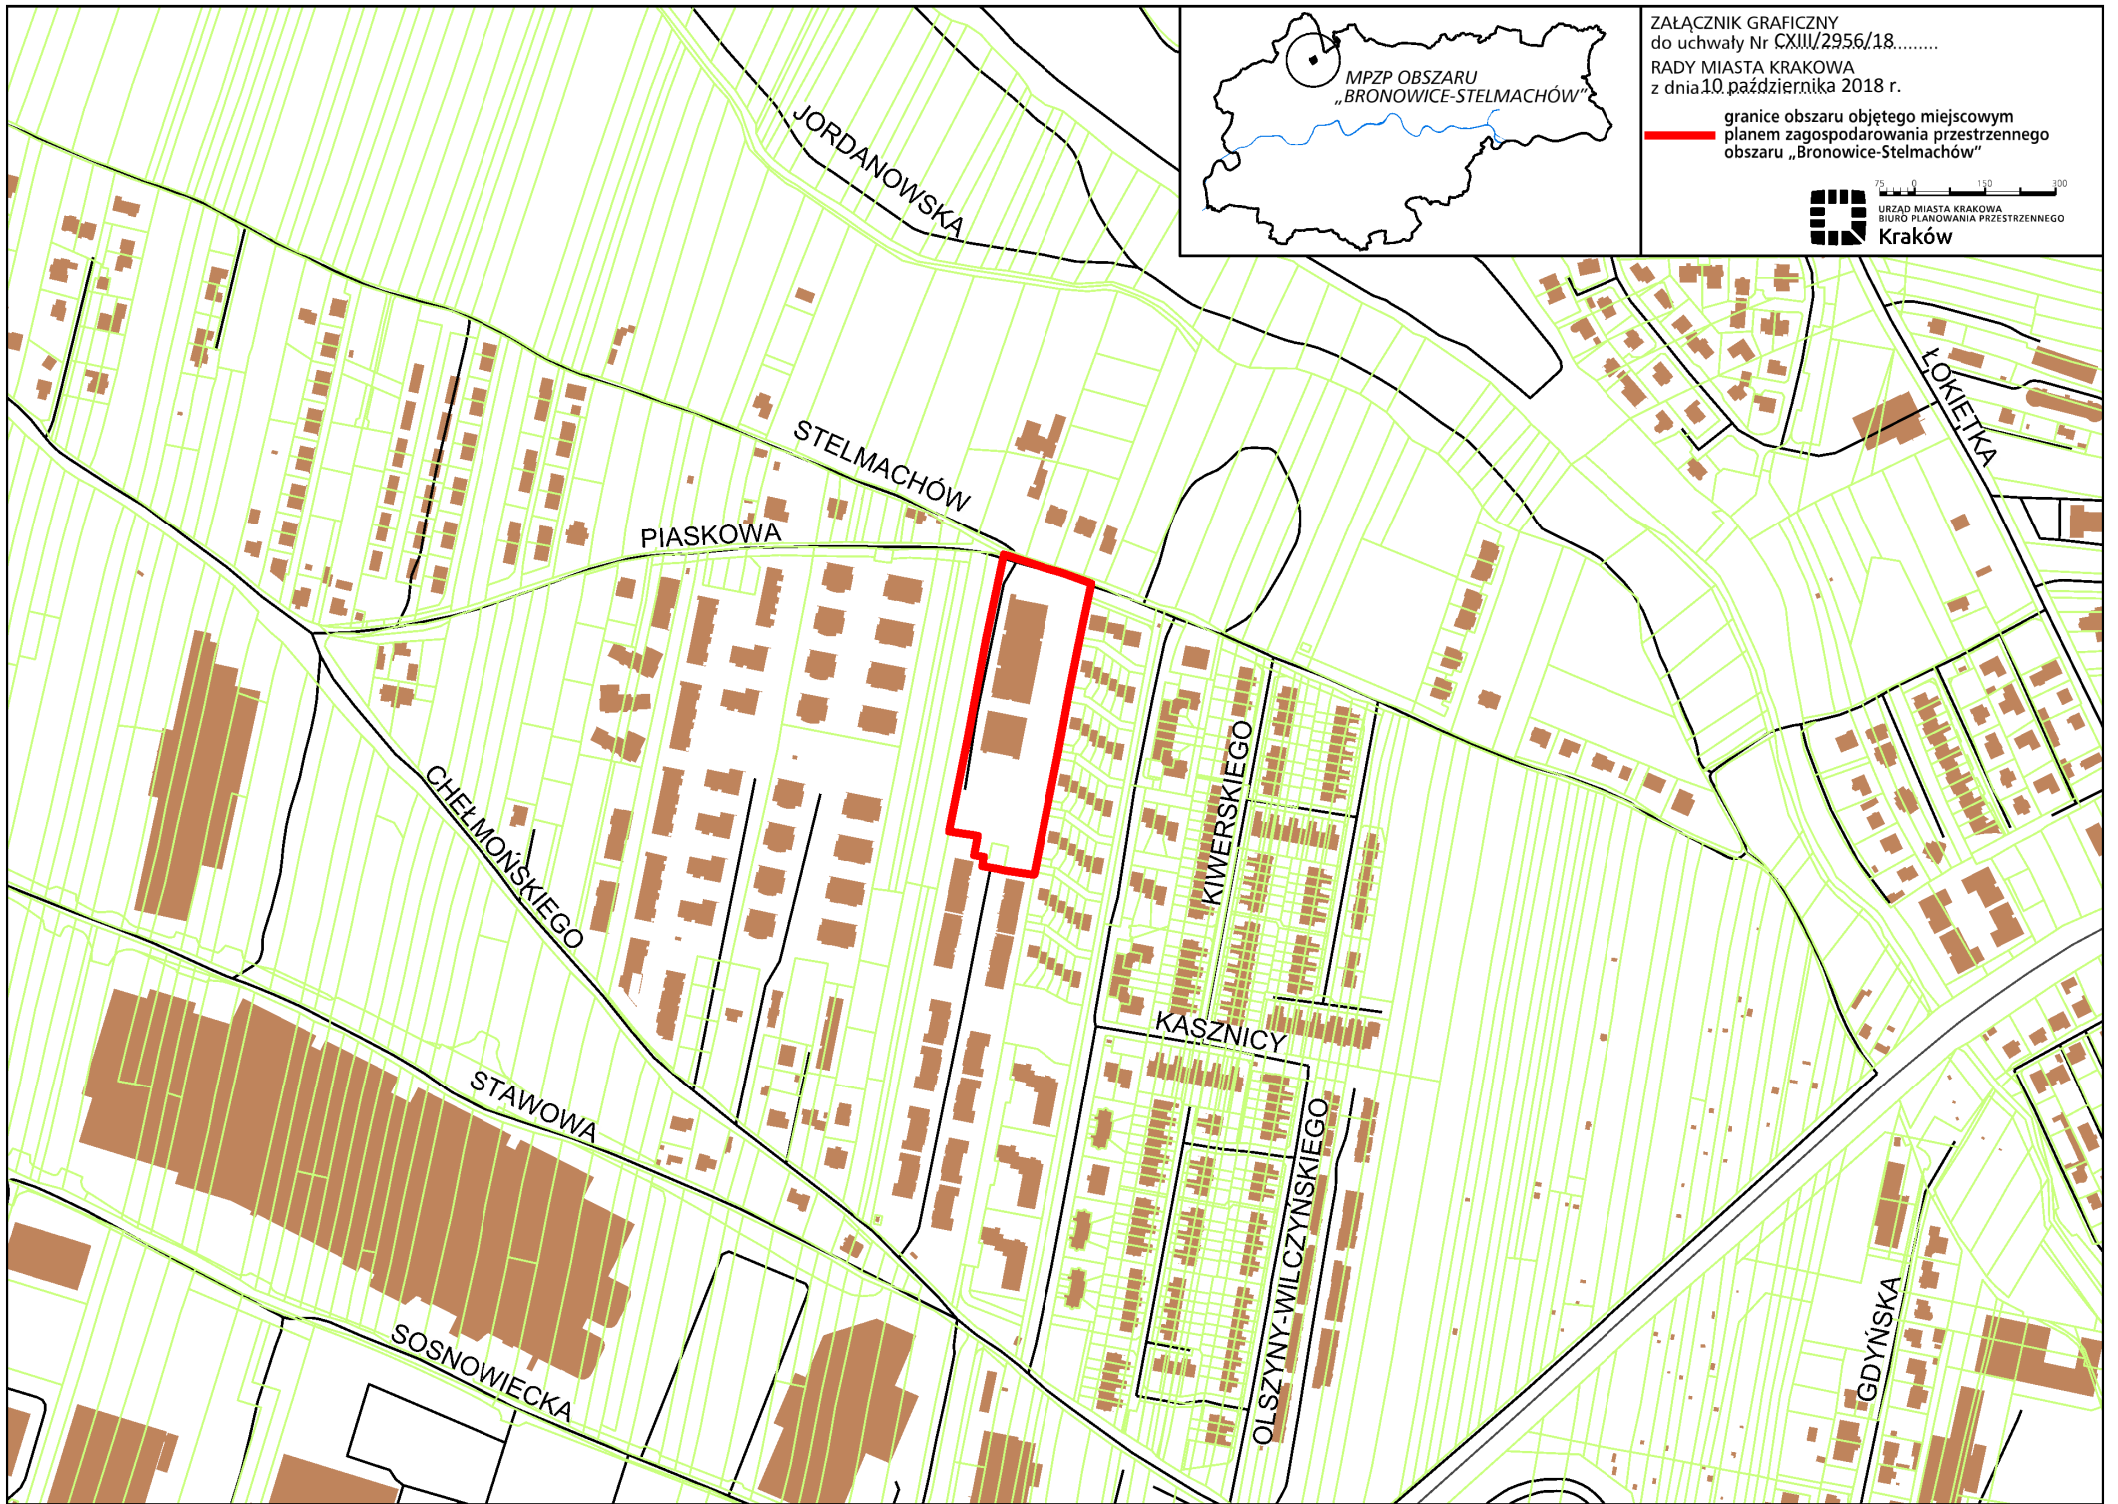 ZAŁĄCZNIK GRAFICZNY
do uchwały Nr CXIII/2956/18.........
RADY MIASTA KRAKOWA
z dnia 10 października 2018 r.
granice obszaru objętego miejscowym
planem zagospodarowania przestrzennego
obszaru „Bronowice-Stelmachów”
75 0 150 300
URZĄD MIASTA KRAKOWA
BIURO PLANOWANIA PRZESTRZENNEGO
Kraków
MPZP OBSZARU
„BRONOWICE-STELMACHÓW”
JORDANOWSKA
ŁOKIETKA
STELMACHÓW
PIASKOWA
CHEŁMOŃSKIEGO
KIWERSKIEGO
KASZNICY
STAWOWA
OLSZYNY-WILCZYŃSKIEGO
SOSNOWIECKA
GDYŃSKA